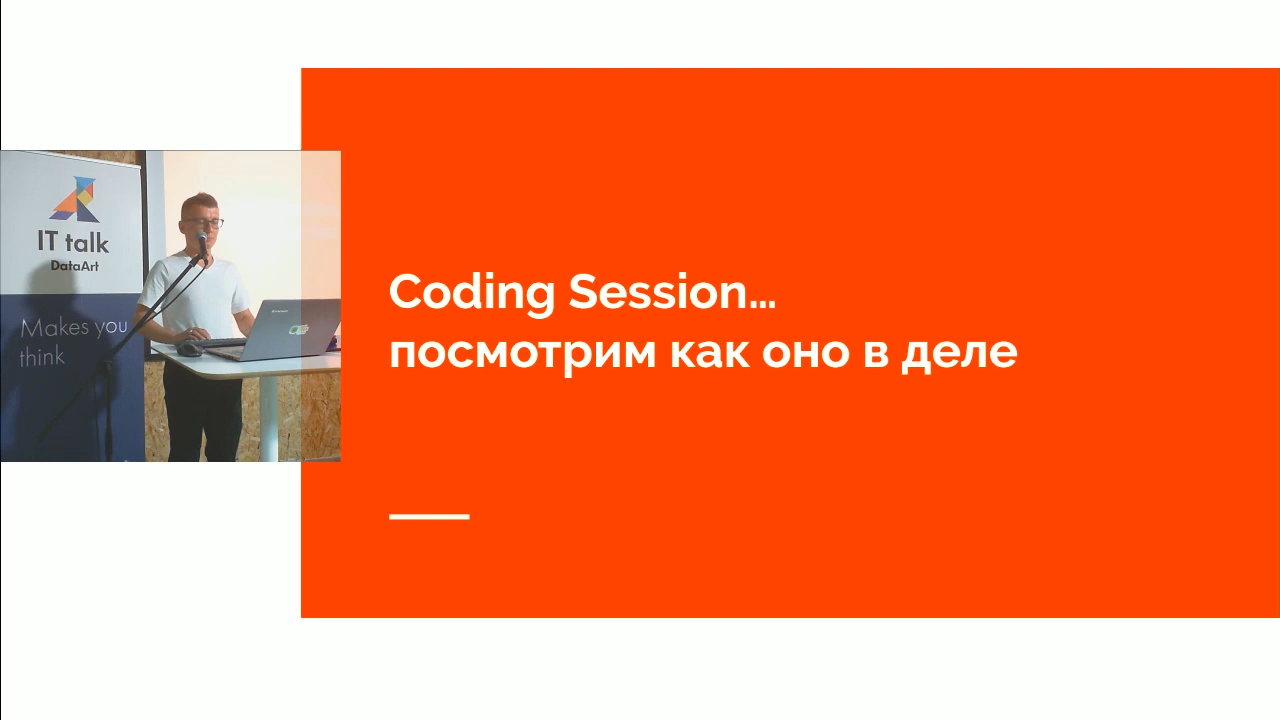 IT talk
DataArt
Makes you
think
Coding Session...
посмотрим как оно в деле